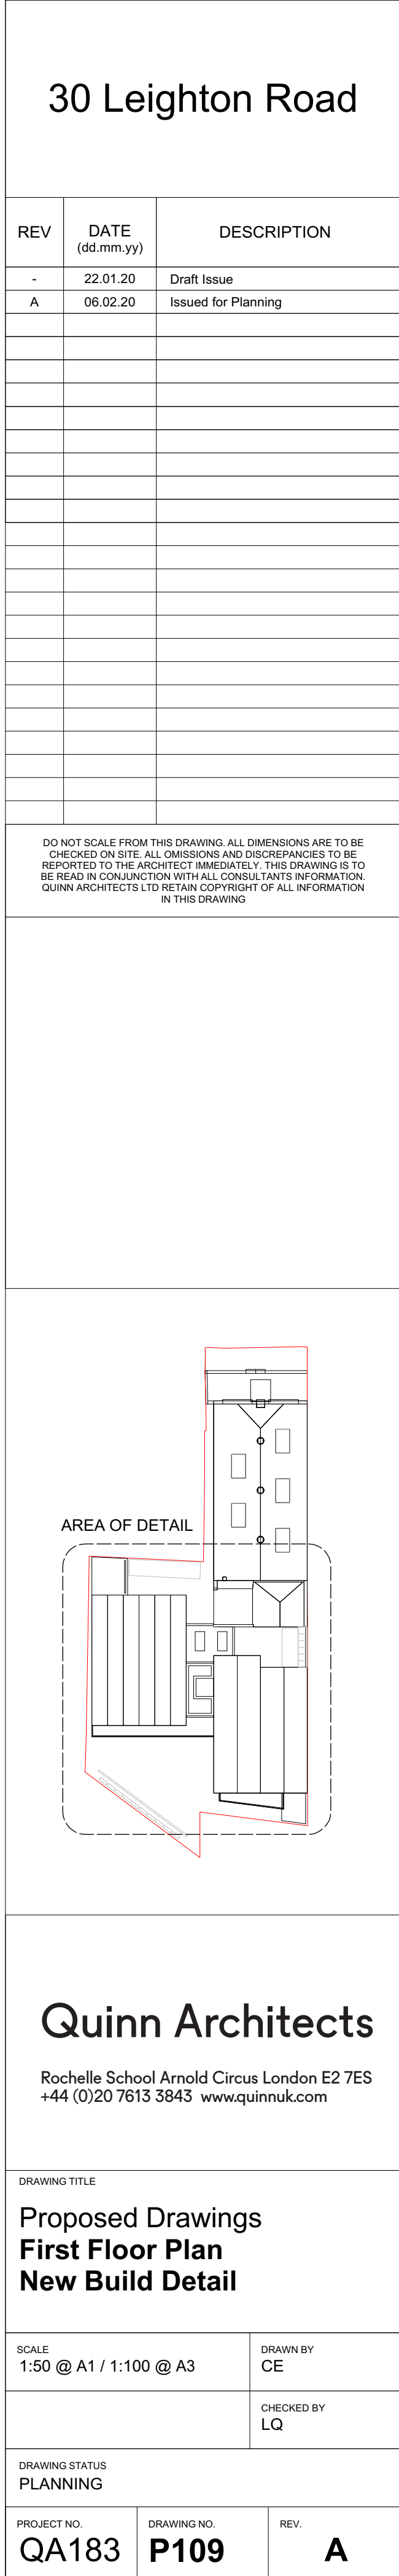 30 Leighton Road
REV DATE DESCRIPTION
(dd.mm.yy)
- 22.01.20 Draft Issue
A 06.02.20 Issued for Planning
DO NOT SCALE FROM THIS DRAWING. ALL DIMENSIONS ARE TO BE
CHECKED ON SITE. ALL OMISSIONS AND DISCREPANCIES TO BE
REPORTED TO THE ARCHITECT IMMEDIATELY. THIS DRAWING IS TO
BE READ IN CONJUNCTION WITH ALL CONSULTANTS INFORMATION.
QUINN ARCHITECTS LTD RETAIN COPYRIGHT OF ALL INFORMATION
IN THIS DRAWING
AREA OF DETAIL
Quinn Architects
Rochelle School Arnold Circus London E2 7ES
+44 (0)20 7613 3843 www.quinnuk.com
DRAWING TITLE
Proposed Drawings
First Floor Plan
New Build Detail
SCALE
1:50 @ A1 / 1:100 @ A3
DRAWN BY
CE
CHECKED BY
LQ
DRAWING STATUS
PLANNING
PROJECT NO.
QA183
DRAWING NO.
P109
REV.
A